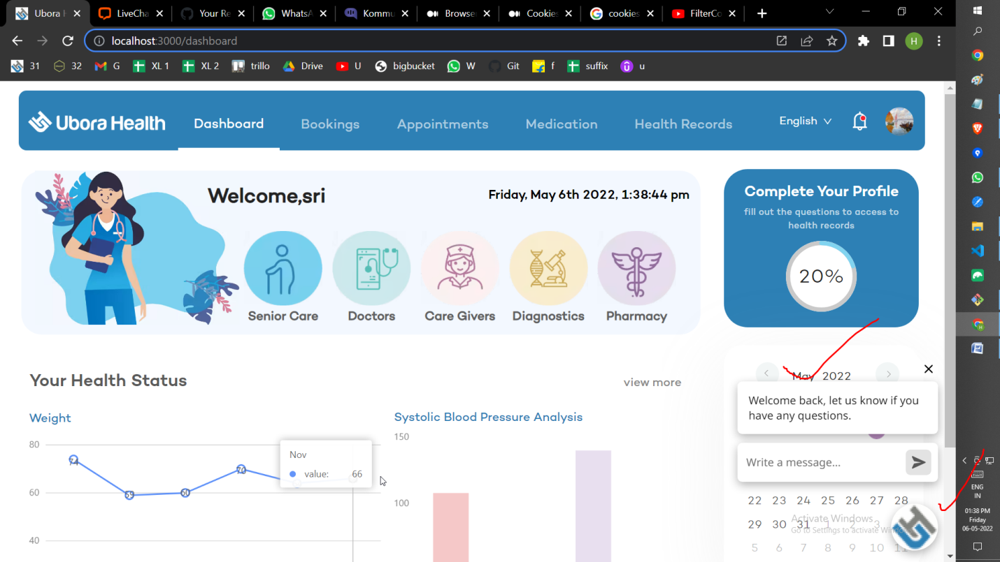 Ubora H
LiveCha
Your Re
WhatsA
Kommu
Browse
Cookies
cookies
FilterCo
localhost:3000/dashboard
H
31
32
G
XL 1
XL 2
trillo
Drive
U
bigbucket
W
Git
f
suffix
u
Ubora Health
Dashboard
Bookings
Appointments
Medication
Health Records
English
Welcome,sri
Friday, May 6th 2022, 1:38:44 pm
Senior Care
Doctors
Care Givers
Diagnostics
Pharmacy
Complete Your Profile
fill out the questions to access to
health records
20%
Your Health Status
view more
Weight
80
60
40
74
59
60
70
Nov
value: 66
Systolic Blood Pressure Analysis
150
100
May 2022
Welcome back, let us know if you
have any questions.
Write a message...
22 23 24 25 26 27 28
29 30 31 1 2 3
5 6 7 8 9 10 11
Activate Windows
Go to Settings to activate Windo
ENG
IN
01:38 PM
Friday
06-05-2022